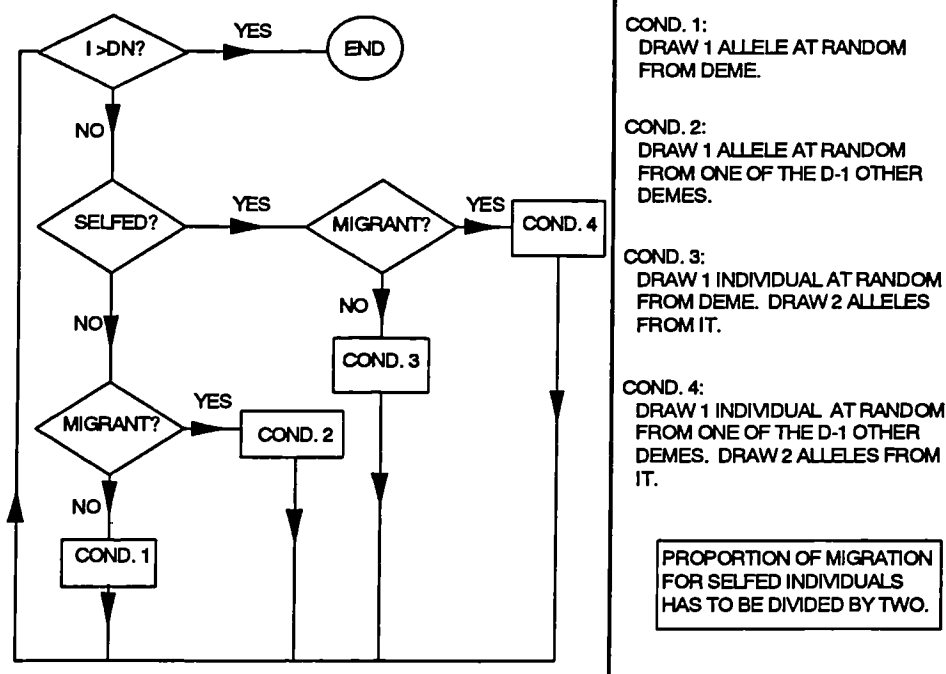 I >DN?
YES
END
NO
SELFED?
YES
MIGRANT?
YES
COND. 4
NO
NO
COND. 3
MIGRANT?
YES
COND. 2
NO
COND. 1
COND. 1:
DRAW 1 ALLELE AT RANDOM
FROM DEME.
COND. 2:
DRAW 1 ALLELE AT RANDOM
FROM ONE OF THE D-1 OTHER
DEMES.
COND. 3:
DRAW 1 INDIVIDUAL AT RANDOM
FROM DEME. DRAW 2 ALLELES
FROM IT.
COND. 4:
DRAW 1 INDIVIDUAL AT RANDOM
FROM ONE OF THE D-1 OTHER
DEMES. DRAW 2 ALLELES FROM
IT.
PROPORTION OF MIGRATION
FOR SELFED INDIVIDUALS
HAS TO BE DIVIDED BY TWO.